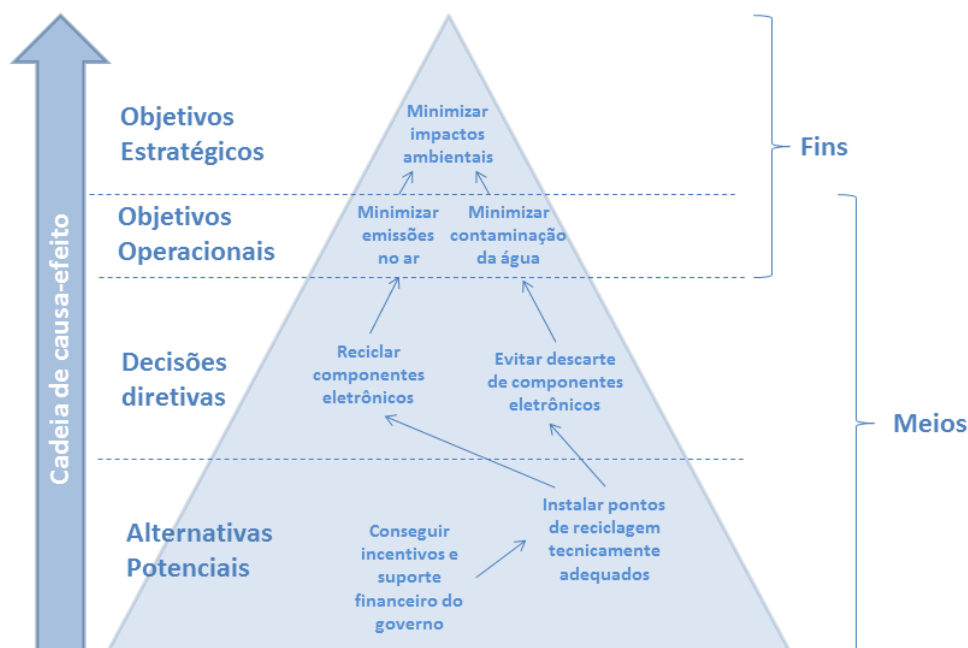 Cadeia de causa-efeito
Objetivos
Estratégicos
Minimizar
impactos
ambientais
Fins
Objetivos
Operacionais
Minimizar
emissões
no ar
Minimizar
contaminação
da água
Decisões
diretivas
Reciclar
componentes
eletrônicos
Evitar descarte
de componentes
eletrônicos
Meios
Alternativas
Potenciais
Conseguir
incentivos e
suporte
financeiro do
governo
Instalar pontos
de reciclagem
tecnicamente
adequados